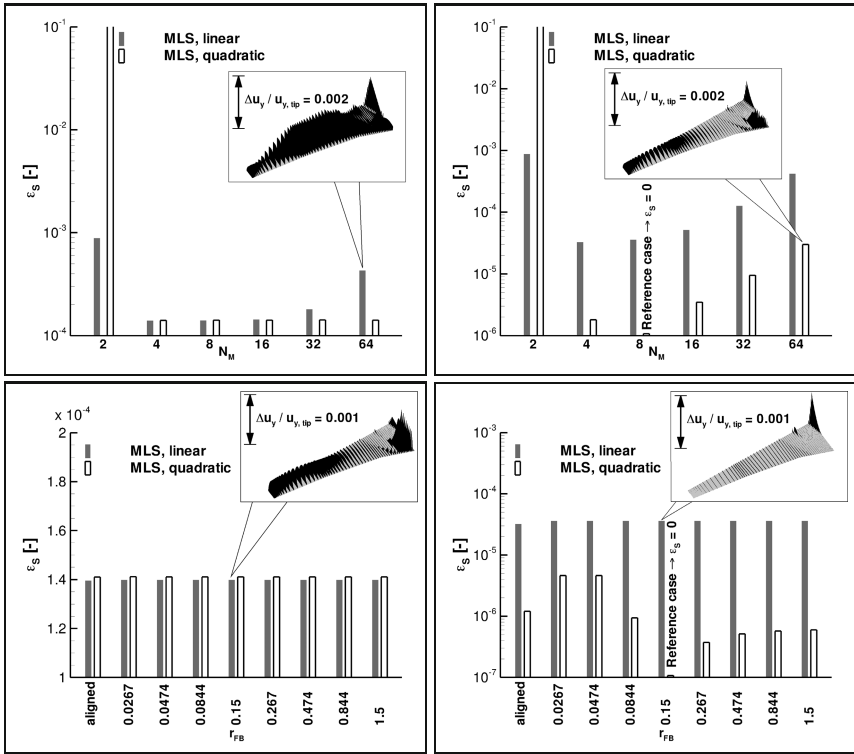 10⁻¹
MLS, linear
MLS, quadratic
Δu_y / u_y, tip = 0.002
10⁻²
ε_S [-]
10⁻³
10⁻⁴
2 4 8 16 32 64
N_M
10⁻¹
MLS, linear
MLS, quadratic
10⁻²
Δu_y / u_y, tip = 0.002
10⁻³
ε_S [-]
10⁻⁴
10⁻⁵
10⁻⁶
Reference case → ε_S = 0
2 4 8 16 32 64
N_M
x 10⁻⁴
Δu_y / u_y, tip = 0.001
2
MLS, linear
MLS, quadratic
1.8
1.6
ε_S [-]
1.4
1.2
1
aligned 0.0267 0.0474 0.0844 0.15 0.267 0.474 0.844 1.5
r_FB
Δu_y / u_y, tip = 0.001
10⁻³
MLS, linear
MLS, quadratic
10⁻⁴
ε_S [-]
10⁻⁵
10⁻⁶
10⁻⁷
Reference case → ε_S = 0
aligned 0.0267 0.0474 0.0844 0.15 0.267 0.474 0.844 1.5
r_FB